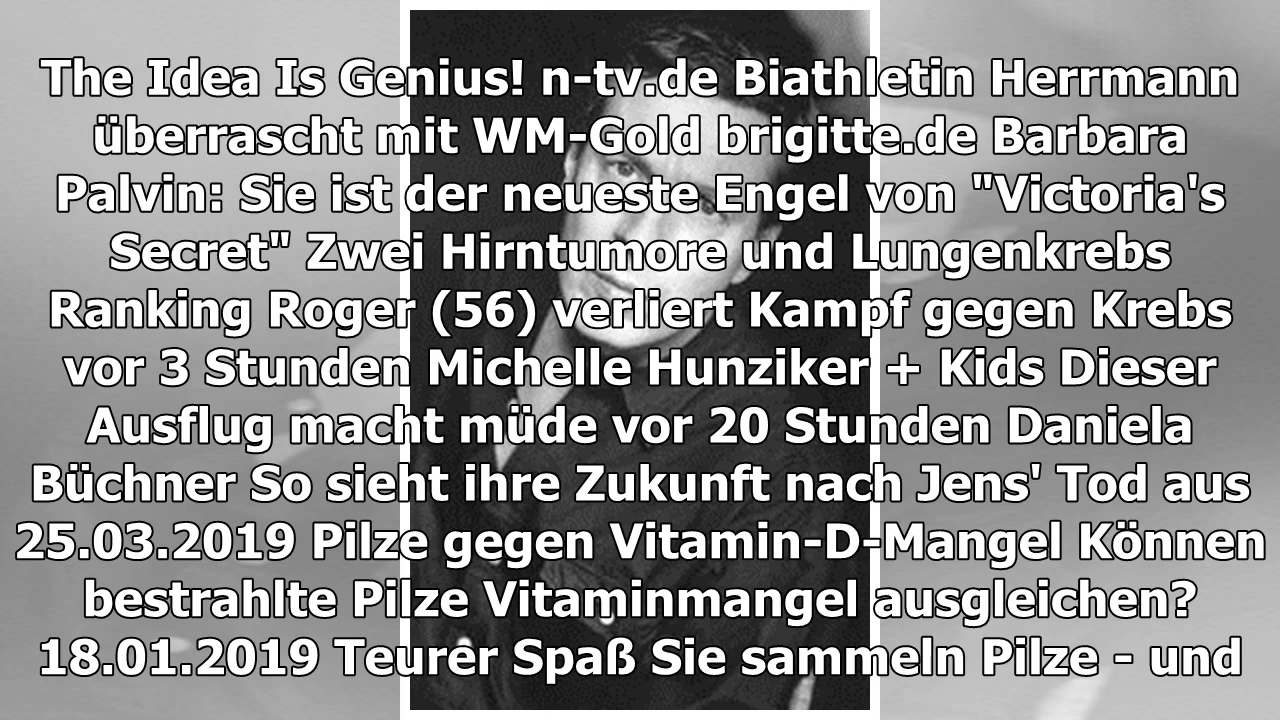 The Idea Is Genius! n-tv.de Biathletin Herrmann
überrascht mit WM-Gold brigitte.de Barbara
Palvin: Sie ist der neueste Engel von "Victoria's
Secret" Zwei Hirntumore und Lungenkrebs
Ranking Roger (56) verliert Kampf gegen Krebs
vor 3 Stunden Michelle Hunziker + Kids Dieser
Ausflug macht müde vor 20 Stunden Daniela
Büchner So sieht ihre Zukunft nach Jens' Tod aus
25.03.2019 Pilze gegen Vitamin-D-Mangel Können
bestrahlte Pilze Vitaminmangel ausgleichen?
18.01.2019 Teurer Spaß Sie sammeln Pilze - und